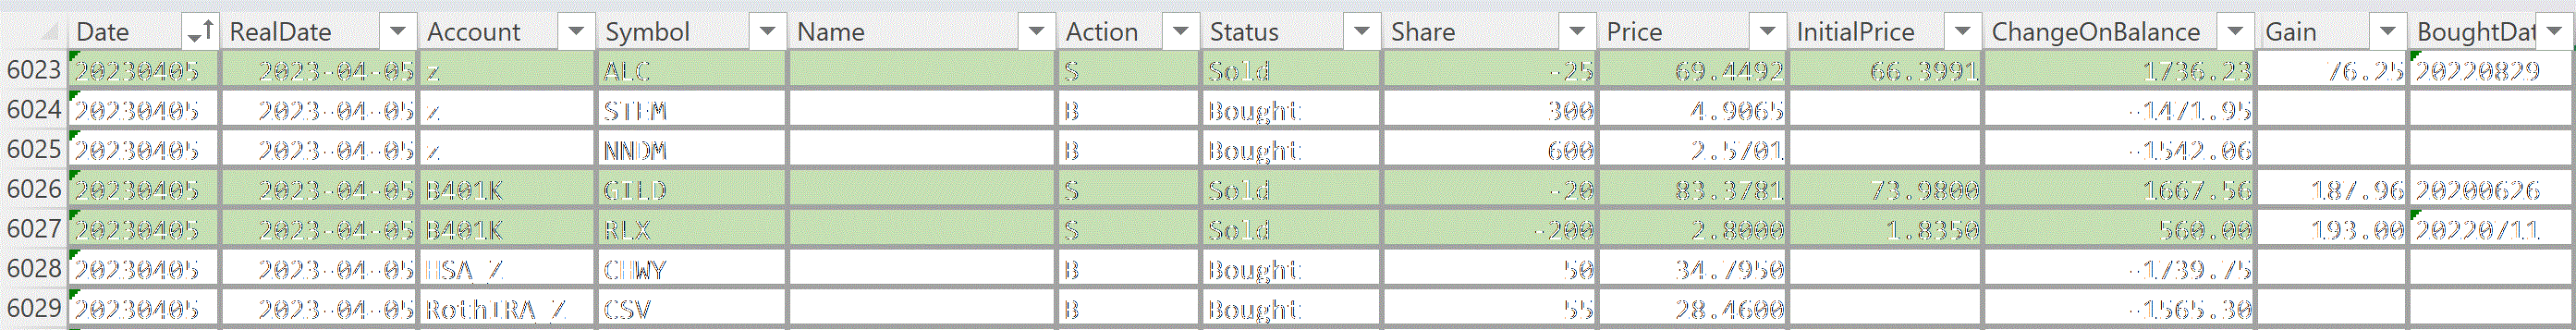 Date RealDate Account Symbol Name Action Status Share Price InitialPrice ChangeOnBalance Gain BoughtDat
6023 20230405 2023-04-05 z ALC S Sold -25 69.4492 66.3991 1736.23 76.25 20220829
6024 20230405 2023-04-05 z STEM B Bought 300 4.9065 -1471.95
6025 20230405 2023-04-05 z NNDM B Bought 600 2.5701 -1542.06
6026 20230405 2023-04-05 B401K GILD S Sold -20 83.3781 73.9800 1667.56 187.96 20200626
6027 20230405 2023-04-05 B401K RLX S Sold -200 2.8000 1.8350 560.00 193.00 20220711
6028 20230405 2023-04-05 HSA_Z CHWY B Bought 50 34.7950 -1739.75
6029 20230405 2023-04-05 RothIRA_Z CSV B Bought 55 28.4600 -1565.30